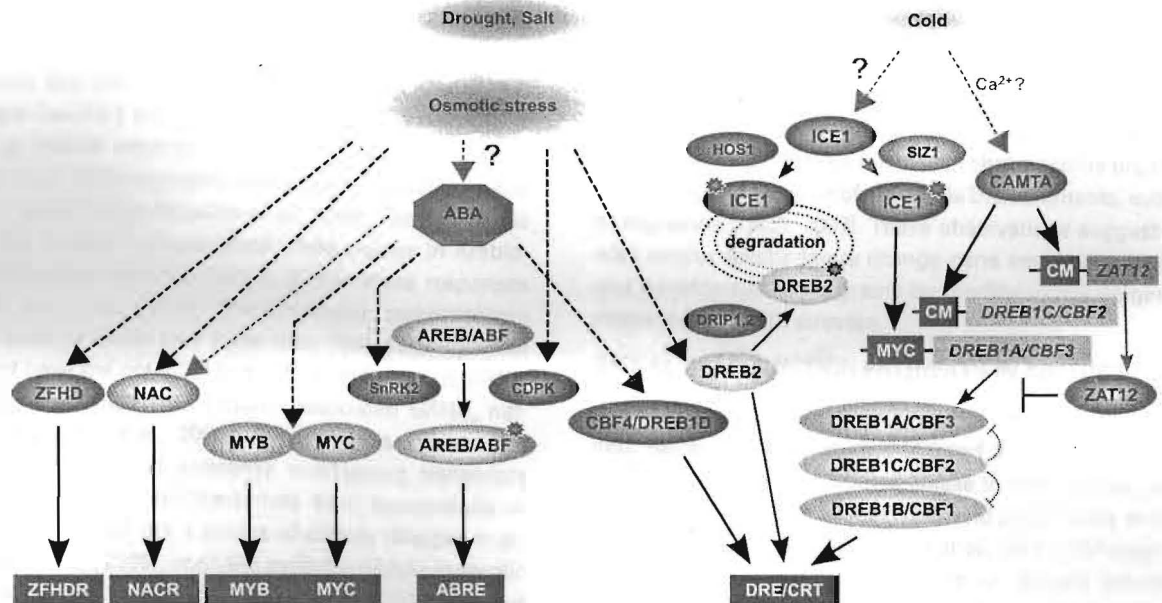 Drought, Salt
Cold
?
Ca2+?
Osmotic stress
?
ICE1
HOS1
SIZ1
ABA
ICE1
ICE1
CAMTA
degradation
CM ZAT12
DREB2
CM DREB1C/CBF2
DRIP1,2
AREB/ABF
MYC DREB1A/CBF3
DREB2
ZFHD
NAC
SnRK2
CDPK
ZAT12
CBF4/DREB1D
DREB1A/CBF3
MYB
MYC
AREB/ABF
DREB1C/CBF2
DREB1B/CBF1
ZFHDR
NACR
MYB
MYC
ABRE
DRE/CRT